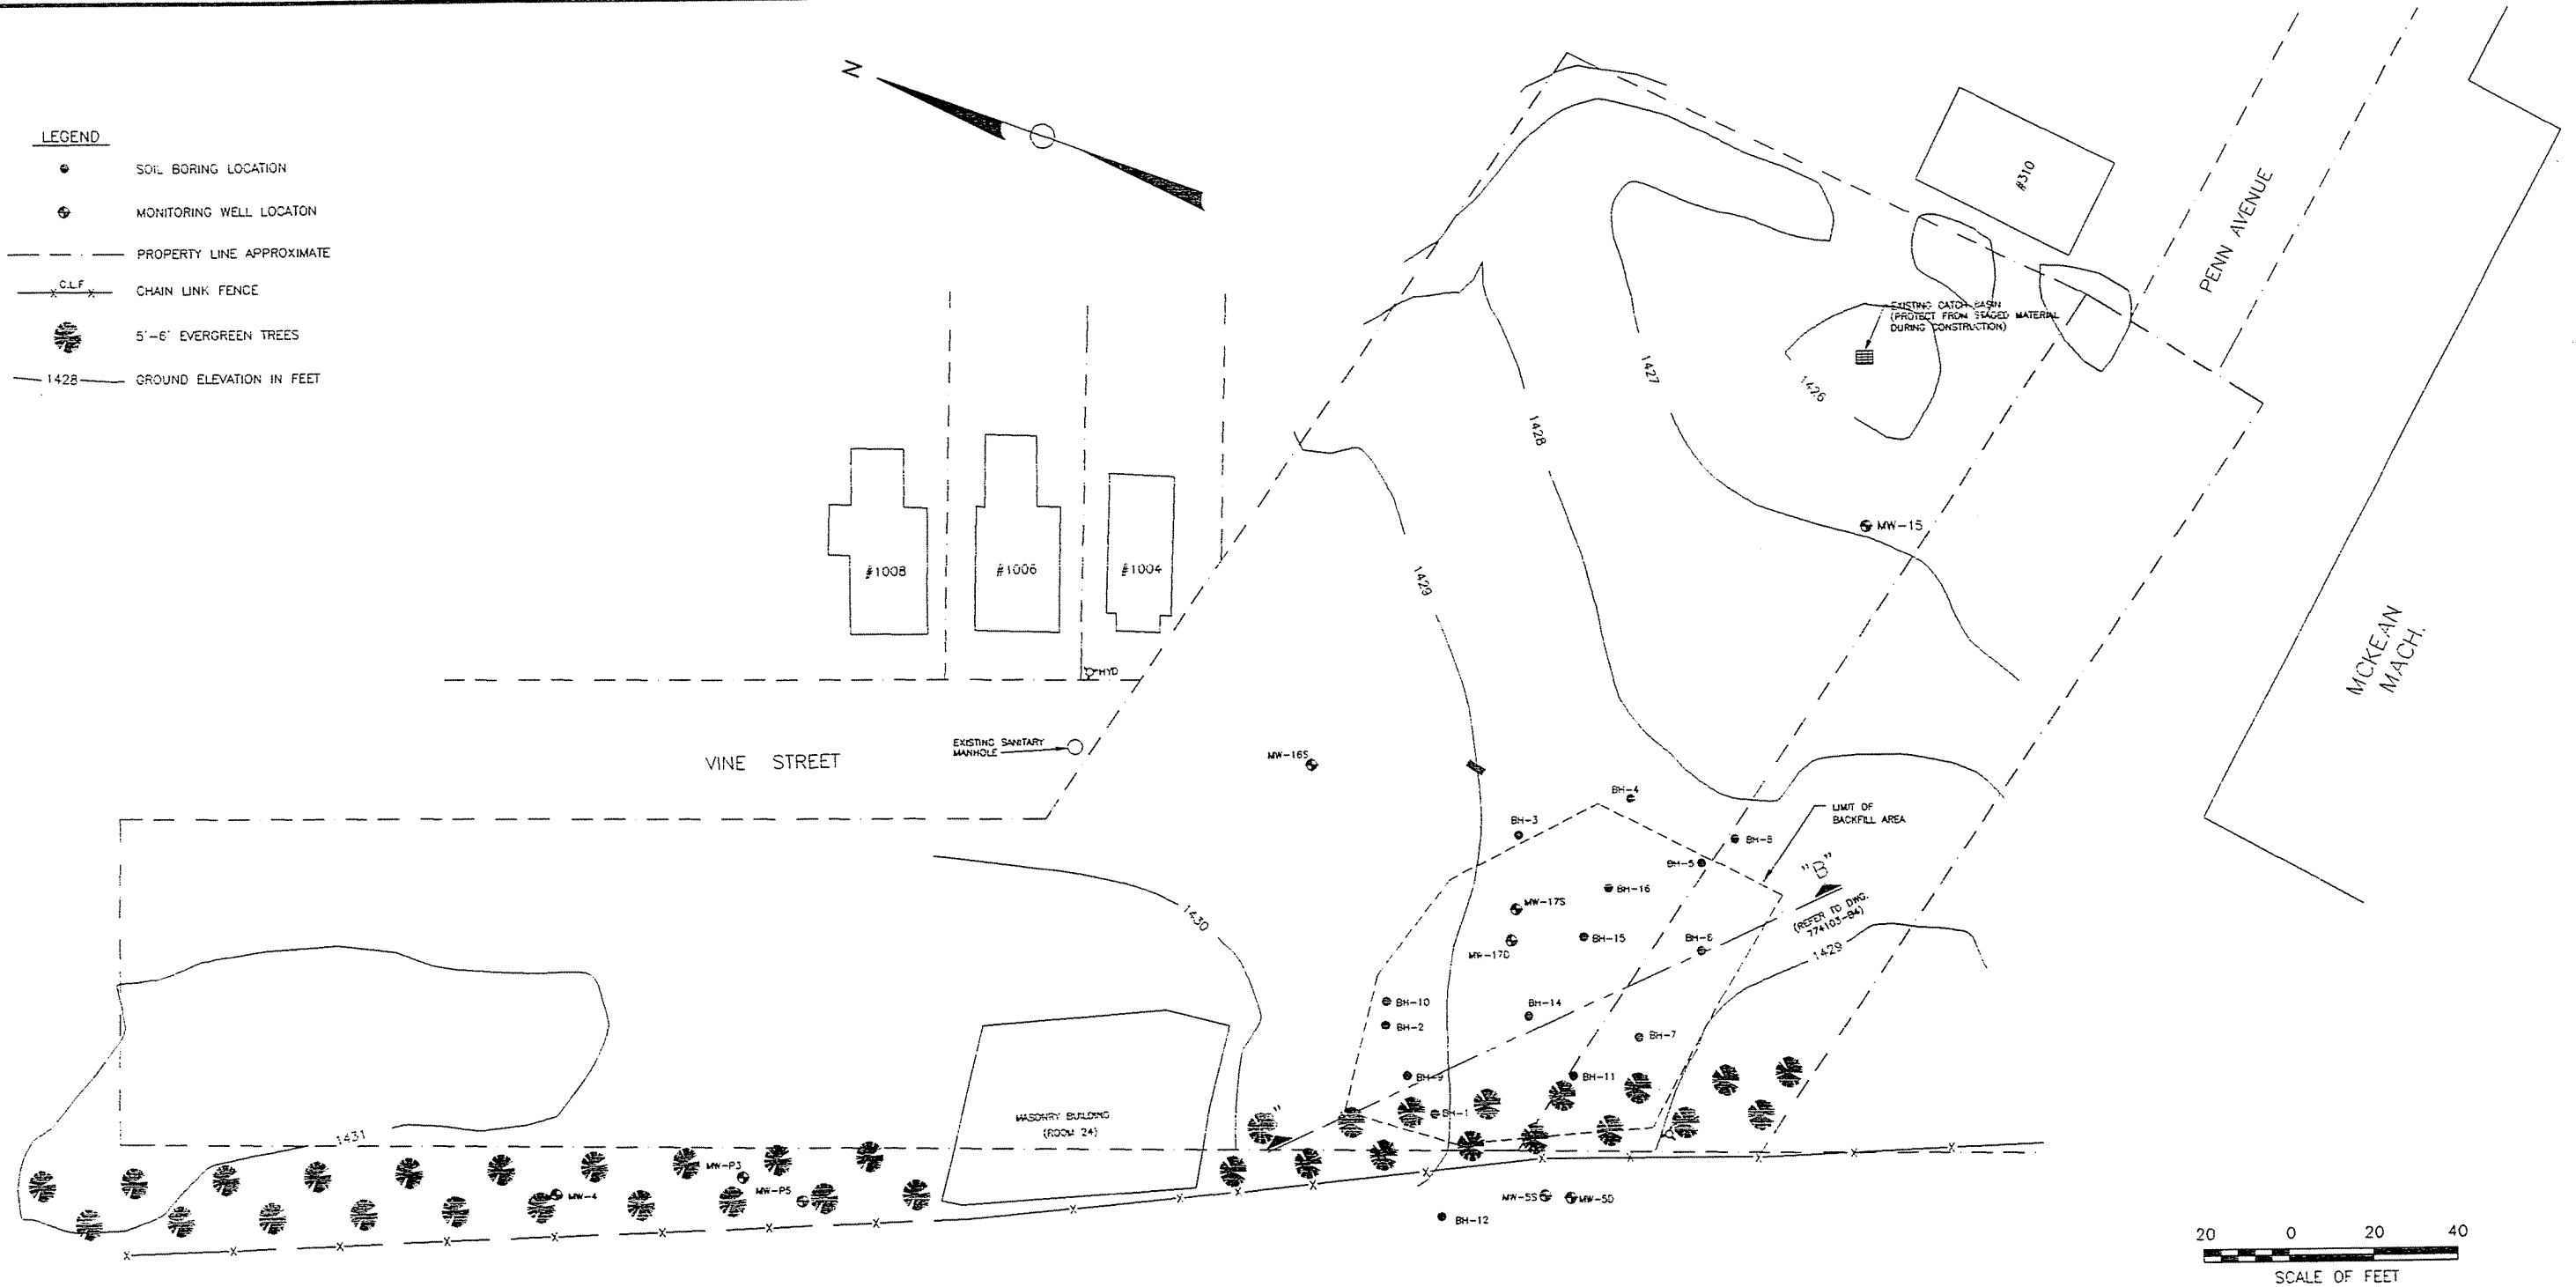 N
LEGEND
SOIL BORING LOCATION
MONITORING WELL LOCATON
PROPERTY LINE APPROXIMATE
C.L.F
CHAIN LINK FENCE
5'-6' EVERGREEN TREES
1428
GROUND ELEVATION IN FEET
#310
PENN AVENUE
EXISTING CATCH BASIN
(PROTECT FROM STAGED MATERIAL
DURING CONSTRUCTION)
1427
1426
1428
MW-15
1429
#1008
#1006
#1004
HYD
MCKEAN
MACH.
VINE STREET
EXISTING SANITARY
MANHOLE
MW-16S
BH-4
BH-3
LIMIT OF
BACKFILL AREA
BH-8
BH-5
"B"
(REFER TO DWG.
774103-B4)
BH-16
MW-17S
1430
BH-15
BH-6
MW-17D
1429
BH-10
BH-14
BH-2
BH-7
BH-9
BH-11
BH-1
MASONRY BUILDING
(ROOM 24)
1431
MW-P3
MW-4
MW-P5
MW-5S
MW-5D
BH-12
20 0 20 40
SCALE OF FEET